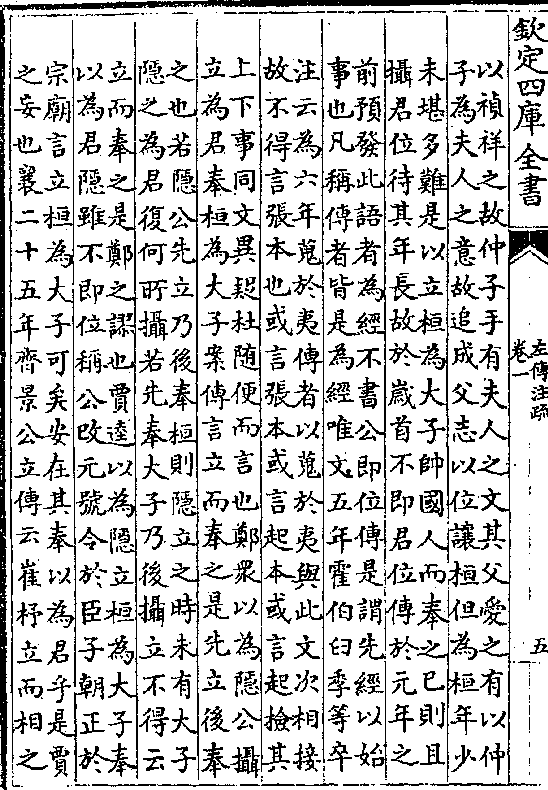 欽定四庫全書
左傳注疏
卷一
五
以禎祥之故仲子手有夫人之文其父愛之有以仲
子為夫人之意故追成父志以位讓桓但為桓年少
未堪多難是以立桓為大子帥國人而奉之已則且
攝君位待其年長故於嵗首不即君位傳於元年之
前預發此語者為經不書公即位傳是謂先經以始
事也凡稱傳者皆是為經唯文五年霍伯臼季等卒
注云為六年蒐於夷傳者以蒐於夷與此文次相接
故不得言張本也或言張本或言起本或言起檢其
上下事同文異疑杜随便而言也鄭衆以為隠公攝
立為君奉桓為大子案傳言立而奉之是先立後奉
之也若隠公先立乃後奉桓則隠立之時未有大子
隠之為君復何所攝若先奉大子乃後攝立不得云
立而奉之是鄭之謬也賈逵以為隠立桓為大子奉
以為君隠雖不即位稱公改元號令於臣子朝正於
宗廟言立桓為大子可矣安在其奉以為君乎是賈
之妄也襄二十五年齊景公立傳云崔杼立而相之